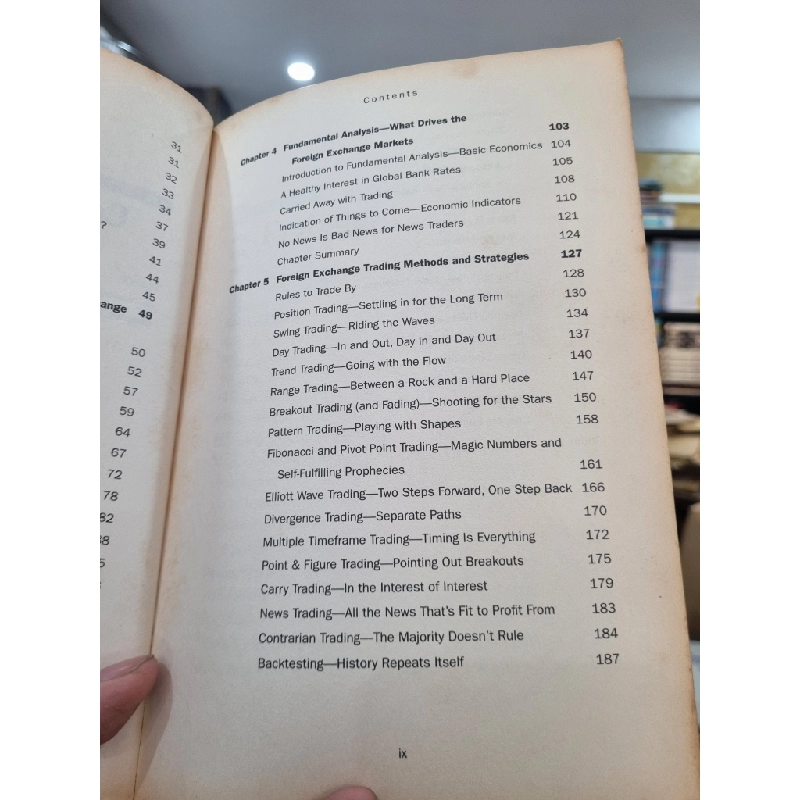 31
31
32
33
34
? 37
39
41
44
45
ange 49
50
52
57
59
64
67
72
78
82
Contents
Chapter 4 Fundamental Analysis—What Drives the
Foreign Exchange Markets 103
Introduction to Fundamental Analysis—Basic Economics 104
A Healthy Interest in Global Bank Rates 105
Carried Away with Trading 108
Indication of Things to Come—Economic Indicators 110
No News Is Bad News for News Traders 121
Chapter Summary 124
Chapter 5 Foreign Exchange Trading Methods and Strategies 127
Rules to Trade By 128
Position Trading—Settling in for the Long Term 130
Swing Trading—Riding the Waves 134
Day Trading—In and Out, Day in and Day Out 137
Trend Trading—Going with the Flow 140
Range Trading—Between a Rock and a Hard Place 147
Breakout Trading (and Fading)—Shooting for the Stars 150
Pattern Trading—Playing with Shapes 158
Fibonacci and Pivot Point Trading—Magic Numbers and
Self-Fulfilling Prophecies 161
Elliott Wave Trading—Two Steps Forward, One Step Back 166
Divergence Trading—Separate Paths 170
Multiple Timeframe Trading—Timing Is Everything 172
Point & Figure Trading—Pointing Out Breakouts 175
Carry Trading—In the Interest of Interest 179
News Trading—All the News That's Fit to Profit From 183
Contrarian Trading—The Majority Doesn't Rule 184
Backtesting—History Repeats Itself 187
ix